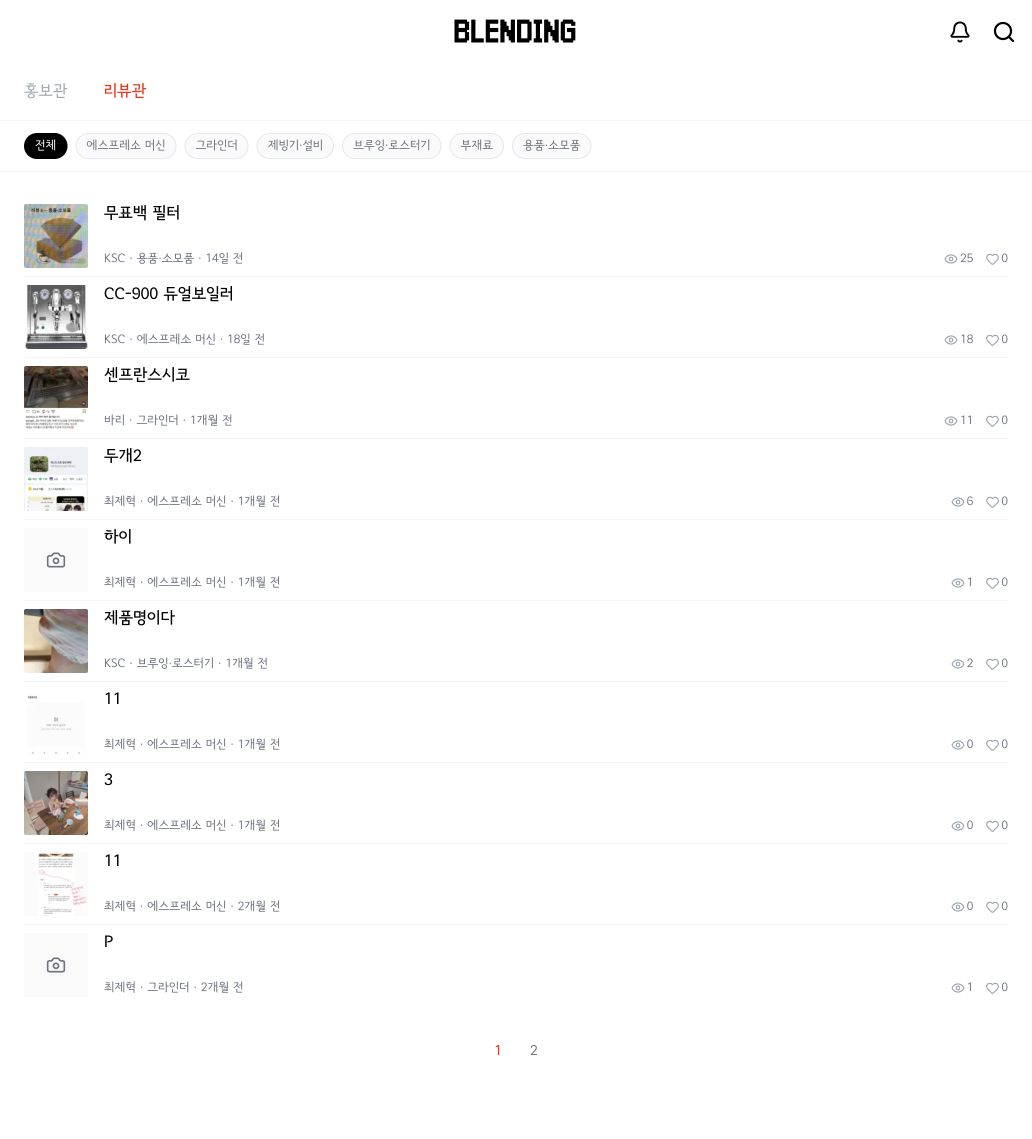 BLENDING
홍보관 리뷰관
전체 에스프레소 머신 그라인더 제빙기·설비 브루잉·로스터기 부재료 용품·소모품
무표백 필터
KSC · 용품·소모품 · 14일 전 25 0
CC-900 듀얼보일러
KSC · 에스프레소 머신 · 18일 전 18 0
센프란스시코
바리 · 그라인더 · 1개월 전 11 0
두개2
최제혁 · 에스프레소 머신 · 1개월 전 6 0
하이
최제혁 · 에스프레소 머신 · 1개월 전 1 0
제품명이다
KSC · 브루잉·로스터기 · 1개월 전 2 0
11
최제혁 · 에스프레소 머신 · 1개월 전 0 0
3
최제혁 · 에스프레소 머신 · 1개월 전 0 0
11
최제혁 · 에스프레소 머신 · 2개월 전 0 0
P
최제혁 · 그라인더 · 2개월 전 1 0
1 2